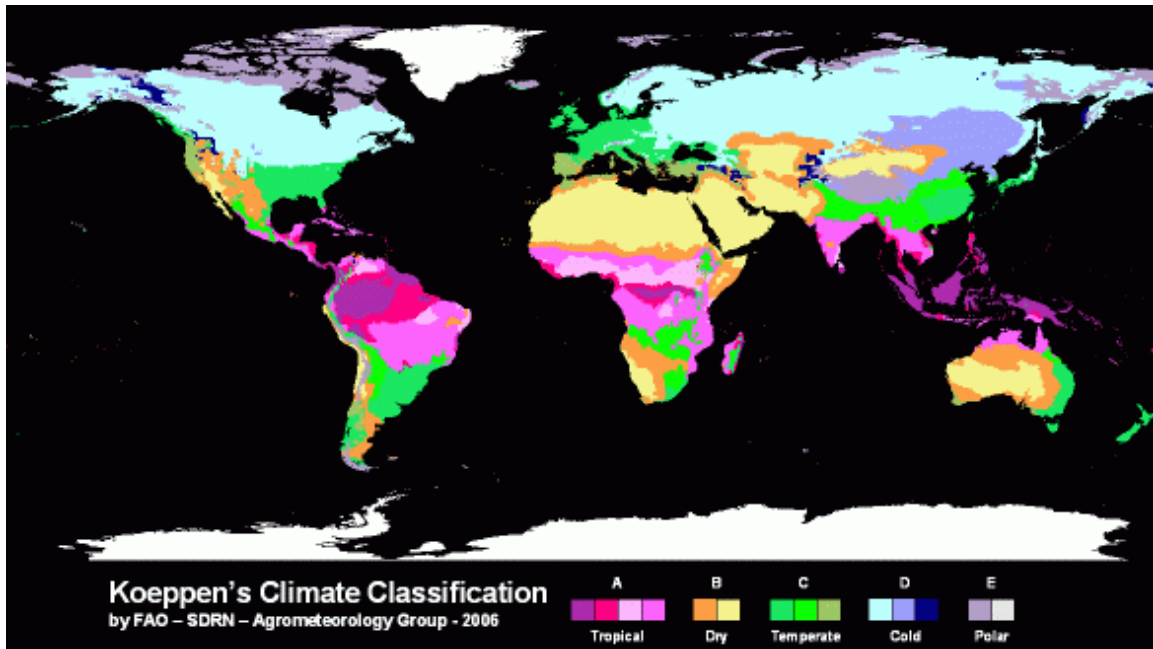 Koeppen's Climate Classification
by FAO – SDRN – Agrometeorology Group - 2006
A B C D E
Tropical Dry Temperate Cold Polar